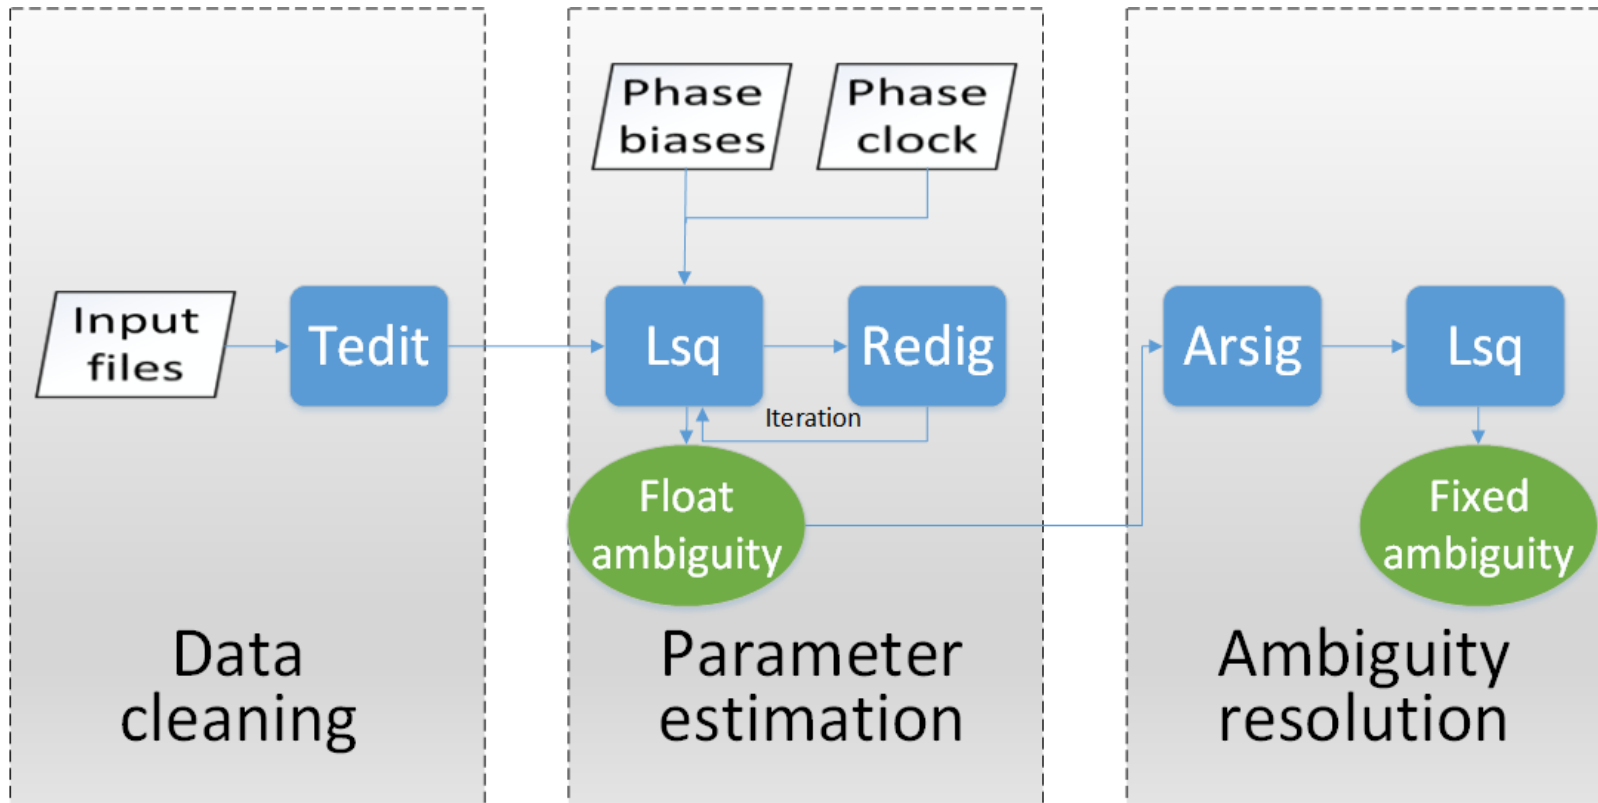 Phase
biases
Phase
clock
Input
files
Tedit
Lsq
Redig
Arsig
Lsq
Iteration
Float
ambiguity
Fixed
ambiguity
Data
cleaning
Parameter
estimation
Ambiguity
resolution